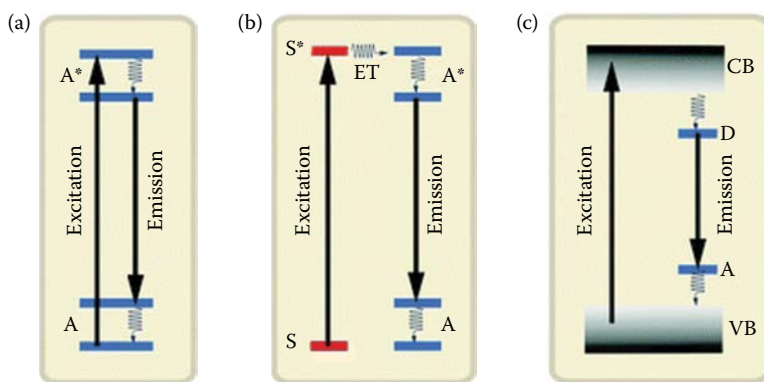 (a)
A*
Excitation
Emission
A
(b)
S*
ET
A*
Excitation
Emission
S
A
(c)
CB
D
Excitation
Emission
A
VB